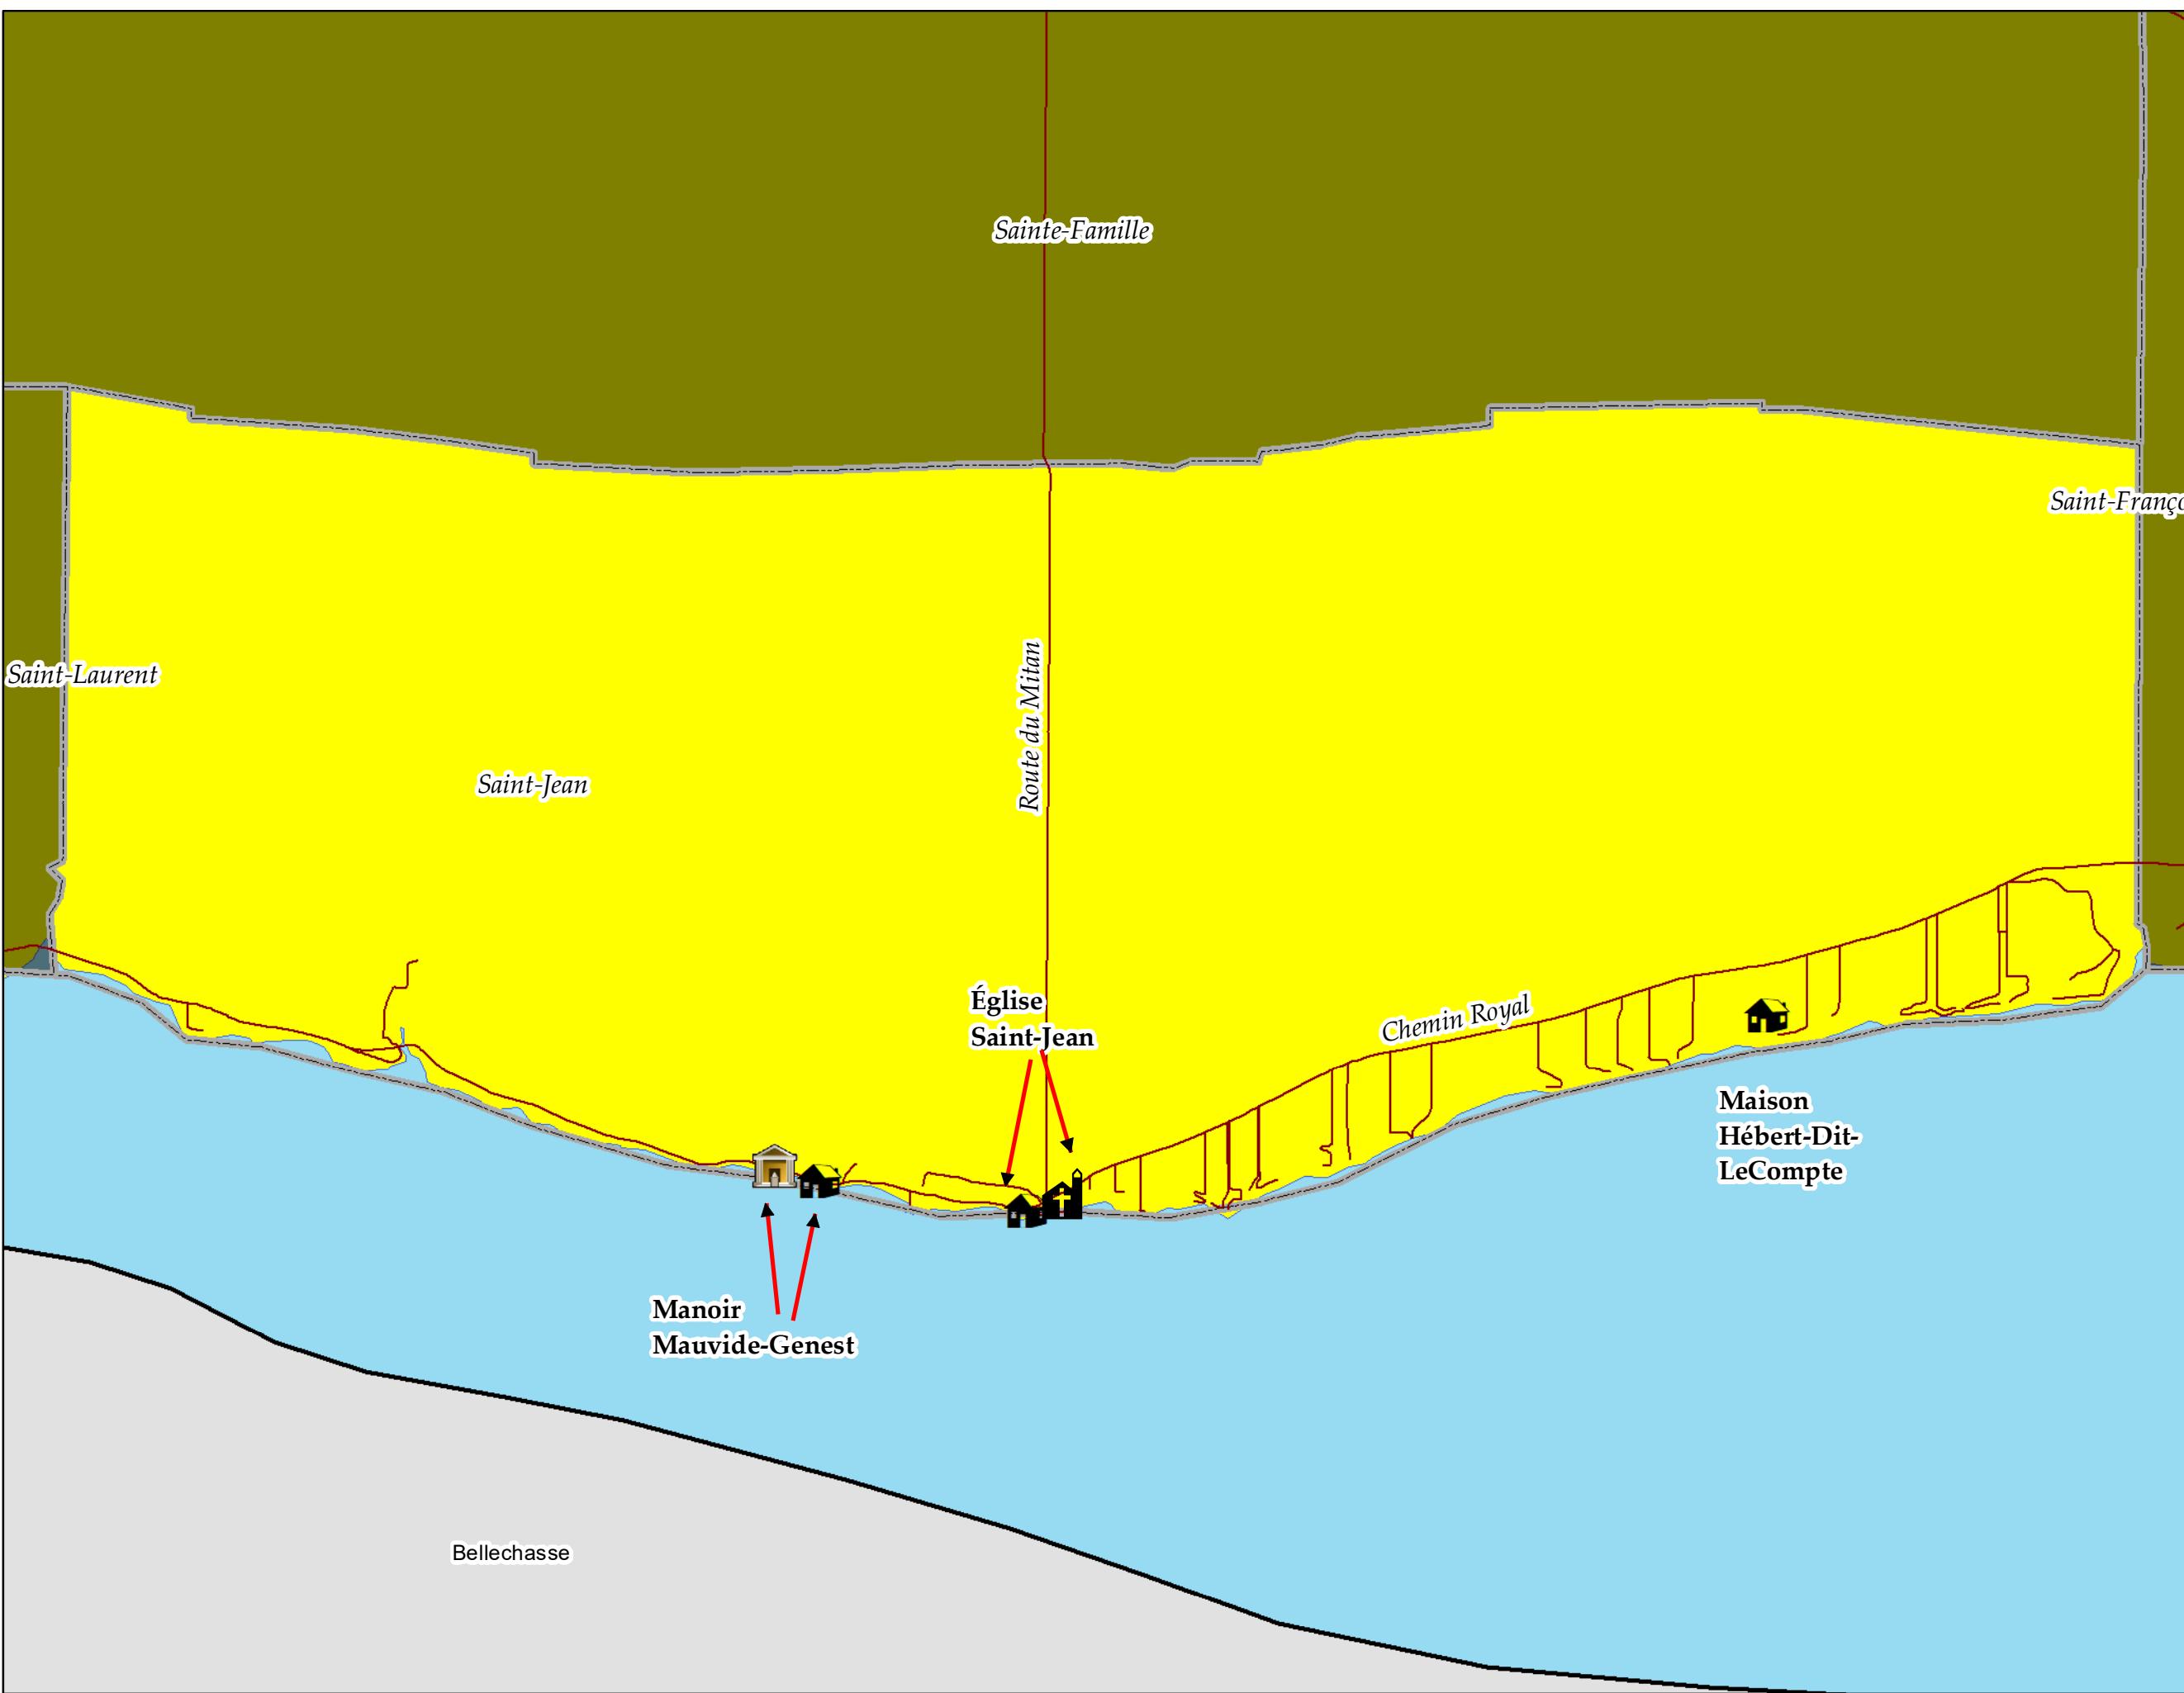 Sainte-Famille
Saint-Franço
Saint-Laurent
Route du Mitan
Saint-Jean
Église
Saint-Jean
Chemin Royal
Maison
Hébert-Dit-
LeCompte
Manoir
Mauvide-Genest
Bellechasse